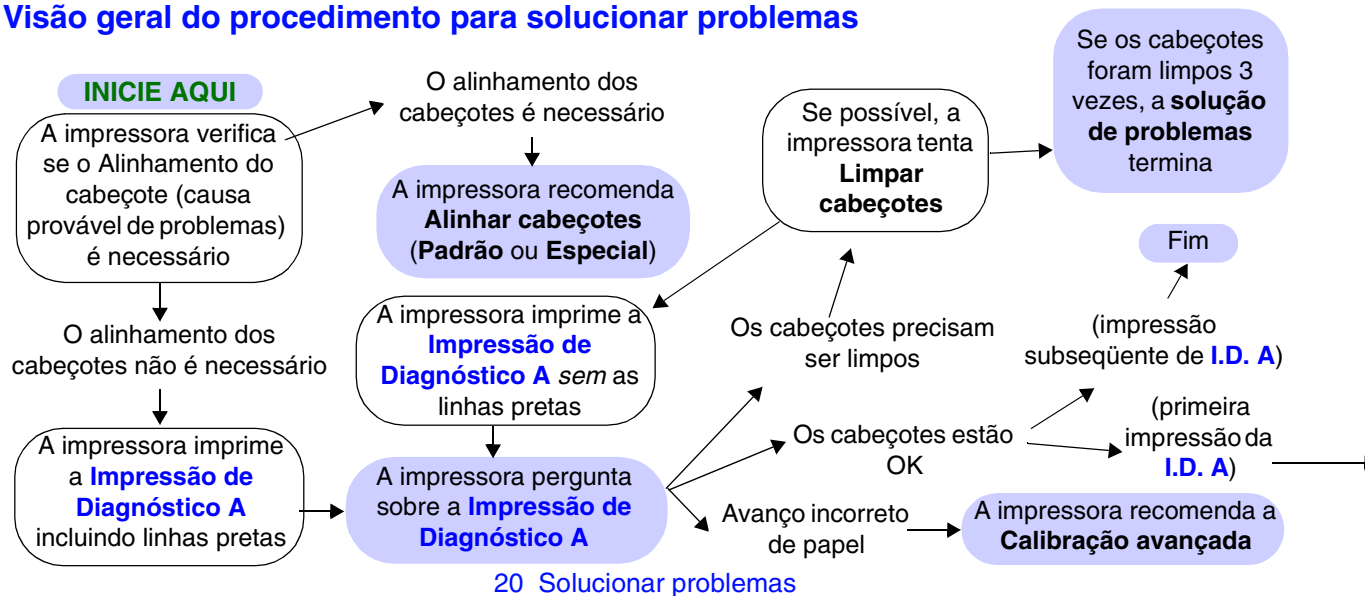 Visão geral do procedimento para solucionar problemas
INICIE AQUI
A impressora verifica
se o Alinhamento do
cabeçote (causa
provável de problemas)
é necessário
O alinhamento dos
cabeçotes é necessário
A impressora recomenda
Alinhar cabeçotes
(Padrão ou Especial)
Se possível, a
impressora tenta
Limpar
cabeçotes
Se os cabeçotes
foram limpos 3
vezes, a solução
de problemas
termina
O alinhamento dos
cabeçotes não é necessário
A impressora imprime
a Impressão de
Diagnóstico A
incluindo linhas pretas
A impressora imprime a
Impressão de
Diagnóstico A sem as
linhas pretas
A impressora pergunta
sobre a Impressão de
Diagnóstico A
Os cabeçotes precisam
ser limpos
Os cabeçotes estão
OK
Avanço incorreto
de papel
Fim
(impressão
subseqüente de I.D. A)
(primeira
impressão da
I.D. A)
A impressora recomenda a
Calibração avançada
20 Solucionar problemas